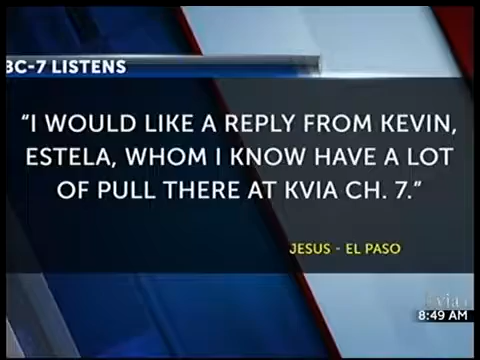 BC-7 LISTENS
“I WOULD LIKE A REPLY FROM KEVIN,
ESTELA, WHOM I KNOW HAVE A LOT
OF PULL THERE AT KVIA CH. 7.”
JESUS - EL PASO
kvia
8:49 AM